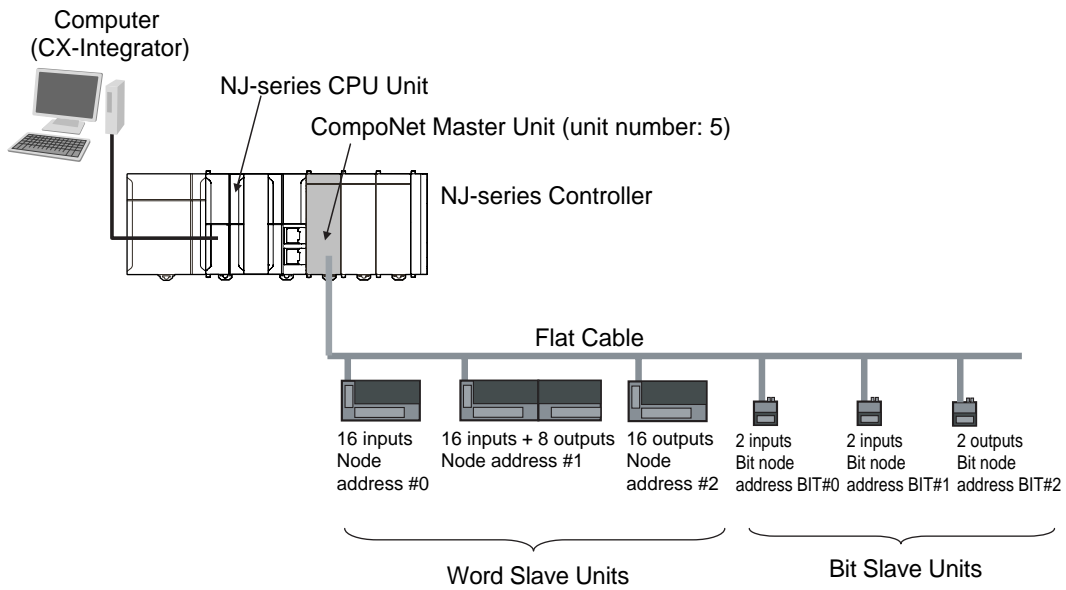 Computer
(CX-Integrator)
NJ-series CPU Unit
CompoNet Master Unit (unit number: 5)
NJ-series Controller
Flat Cable
16 inputs
Node
address #0
16 inputs + 8 outputs
Node address #1
16 outputs
Node
address #2
2 inputs
Bit node
address BIT#0
2 inputs
Bit node
address BIT#1
2 outputs
Bit node
address BIT#2
Word Slave Units
Bit Slave Units